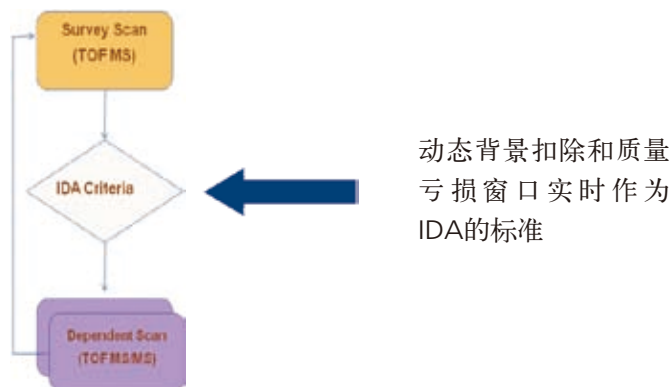 Survey Scan
(TOF MS)
IDA Criteria
动态背景扣除和质量
亏损窗口实时作为
IDA的标准
Dependent Scan
(TOF MS/MS)